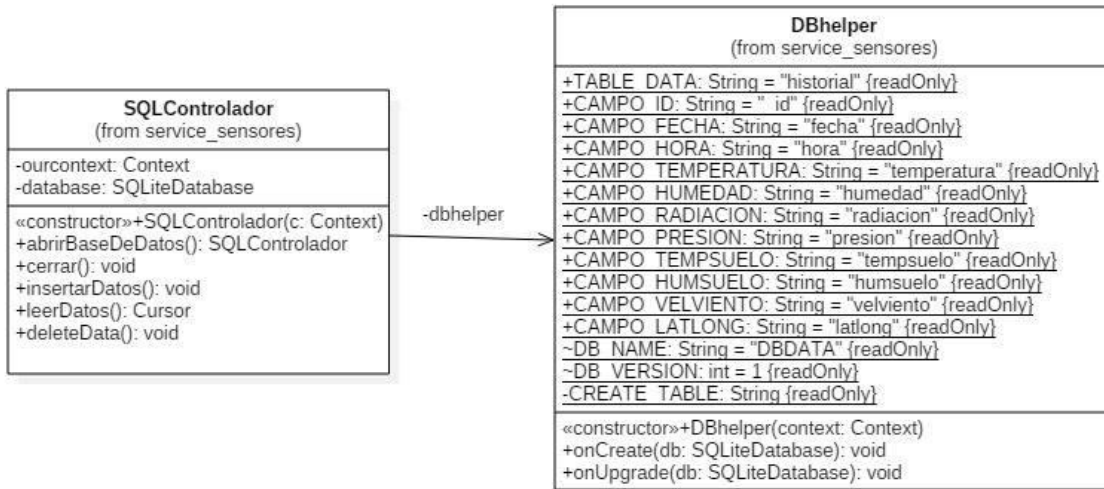 SQLControlador
(from service_sensores)
-ourcontext: Context
-database: SQLiteDatabase
«constructor»+SQLControlador(c: Context)
+abrirBaseDeDatos(): SQLControlador
+cerrar(): void
+insertarDatos(): void
+leerDatos(): Cursor
+deleteData(): void
-dbhelper
DBhelper
(from service_sensores)
+TABLE_DATA: String = "historial" {readOnly}
+CAMPO_ID: String = "_id" {readOnly}
+CAMPO_FECHA: String = "fecha" {readOnly}
+CAMPO_HORA: String = "hora" {readOnly}
+CAMPO_TEMPERATURA: String = "temperatura" {readOnly}
+CAMPO_HUMEDAD: String = "humedad" {readOnly}
+CAMPO_RADIACION: String = "radiacion" {readOnly}
+CAMPO_PRESION: String = "presion" {readOnly}
+CAMPO_TEMPSUELO: String = "tempsuelo" {readOnly}
+CAMPO_HUMSUELO: String = "humsuelo" {readOnly}
+CAMPO_VELVIENTO: String = "velviento" {readOnly}
+CAMPO_LATLONG: String = "latlong" {readOnly}
~DB_NAME: String = "DBDATA" {readOnly}
~DB_VERSION: int = 1 {readOnly}
-CREATE_TABLE: String {readOnly}
«constructor»+DBhelper(context: Context)
+onCreate(db: SQLiteDatabase): void
+onUpgrade(db: SQLiteDatabase): void